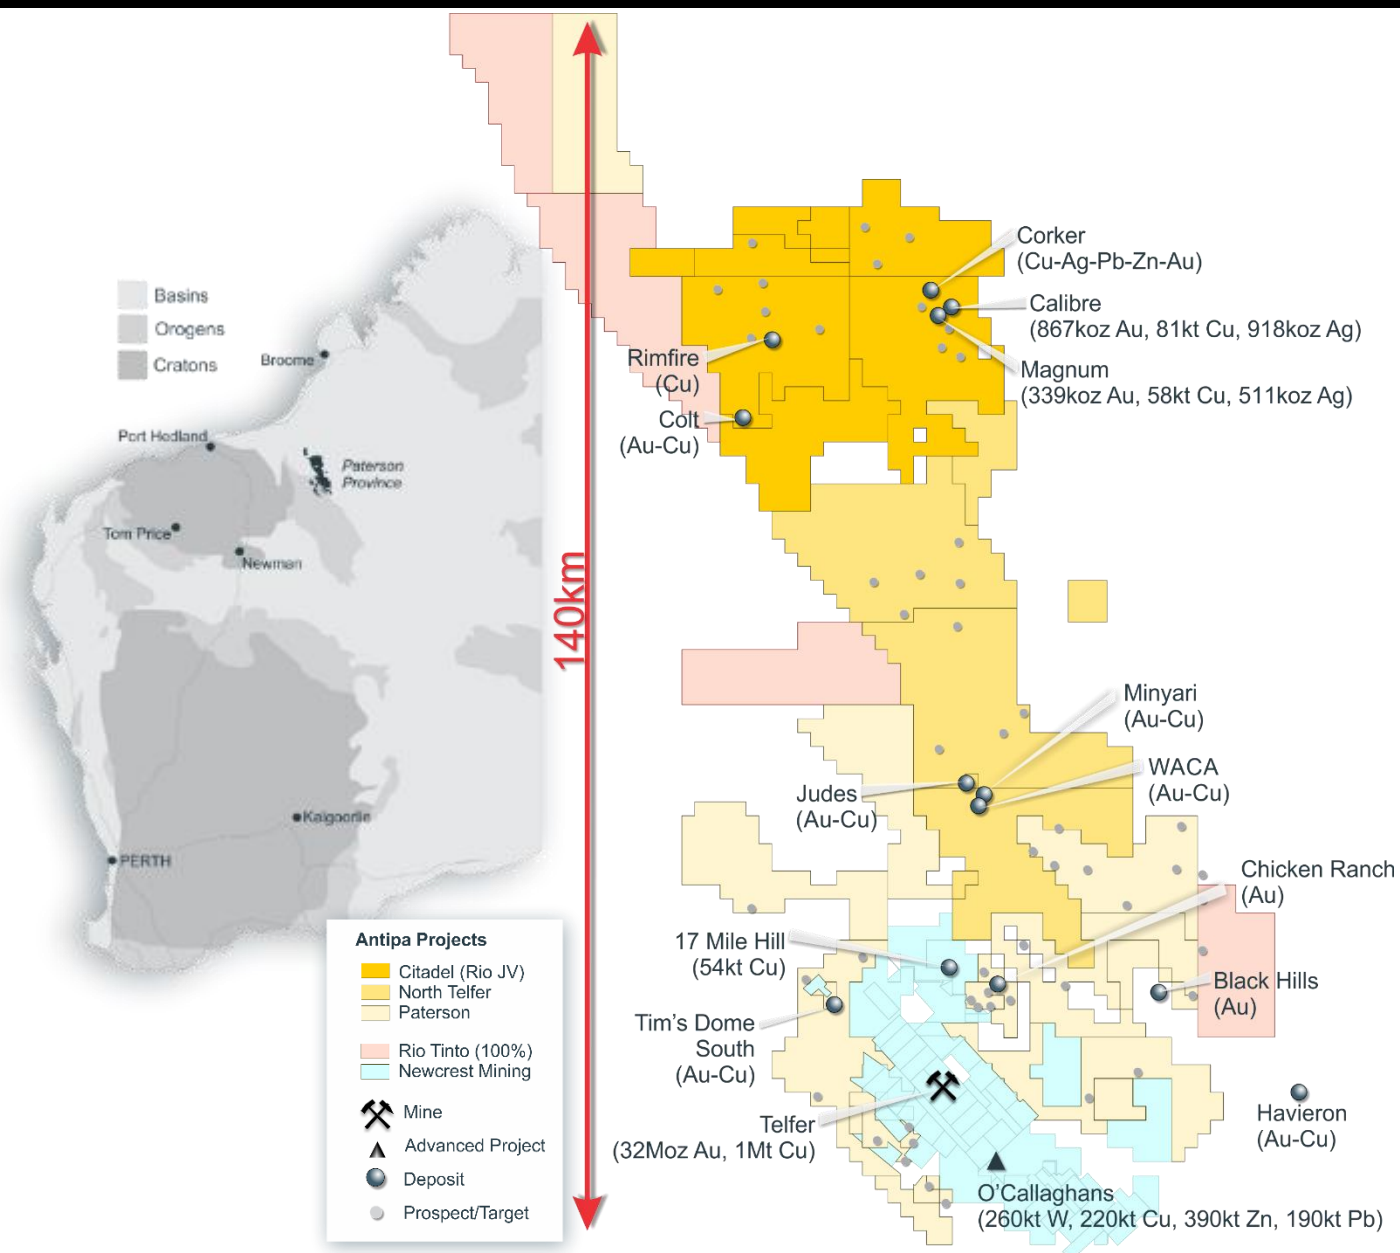 Corker
(Cu-Ag-Pb-Zn-Au)
Calibre
(867koz Au, 81kt Cu, 918koz Ag)
Magnum
(339koz Au, 58kt Cu, 511koz Ag)
Rimfire
(Cu)
Colt
(Au-Cu)
Basins
Orogens
Cratons
Broome
Port Hedland
Paterson
Province
Tom Price
Newman
Kalgoorlie
PERTH
140km
Minyari
(Au-Cu)
WACA
(Au-Cu)
Judes
(Au-Cu)
Chicken Ranch
(Au)
17 Mile Hill
(54kt Cu)
Black Hills
(Au)
Tim's Dome
South
(Au-Cu)
Telfer
(32Moz Au, 1Mt Cu)
Havieron
(Au-Cu)
O'Callaghans
(260kt W, 220kt Cu, 390kt Zn, 190kt Pb)
Antipa Projects
Citadel (Rio JV)
North Telfer
Paterson
Rio Tinto (100%)
Newcrest Mining
Mine
Advanced Project
Deposit
Prospect/Target